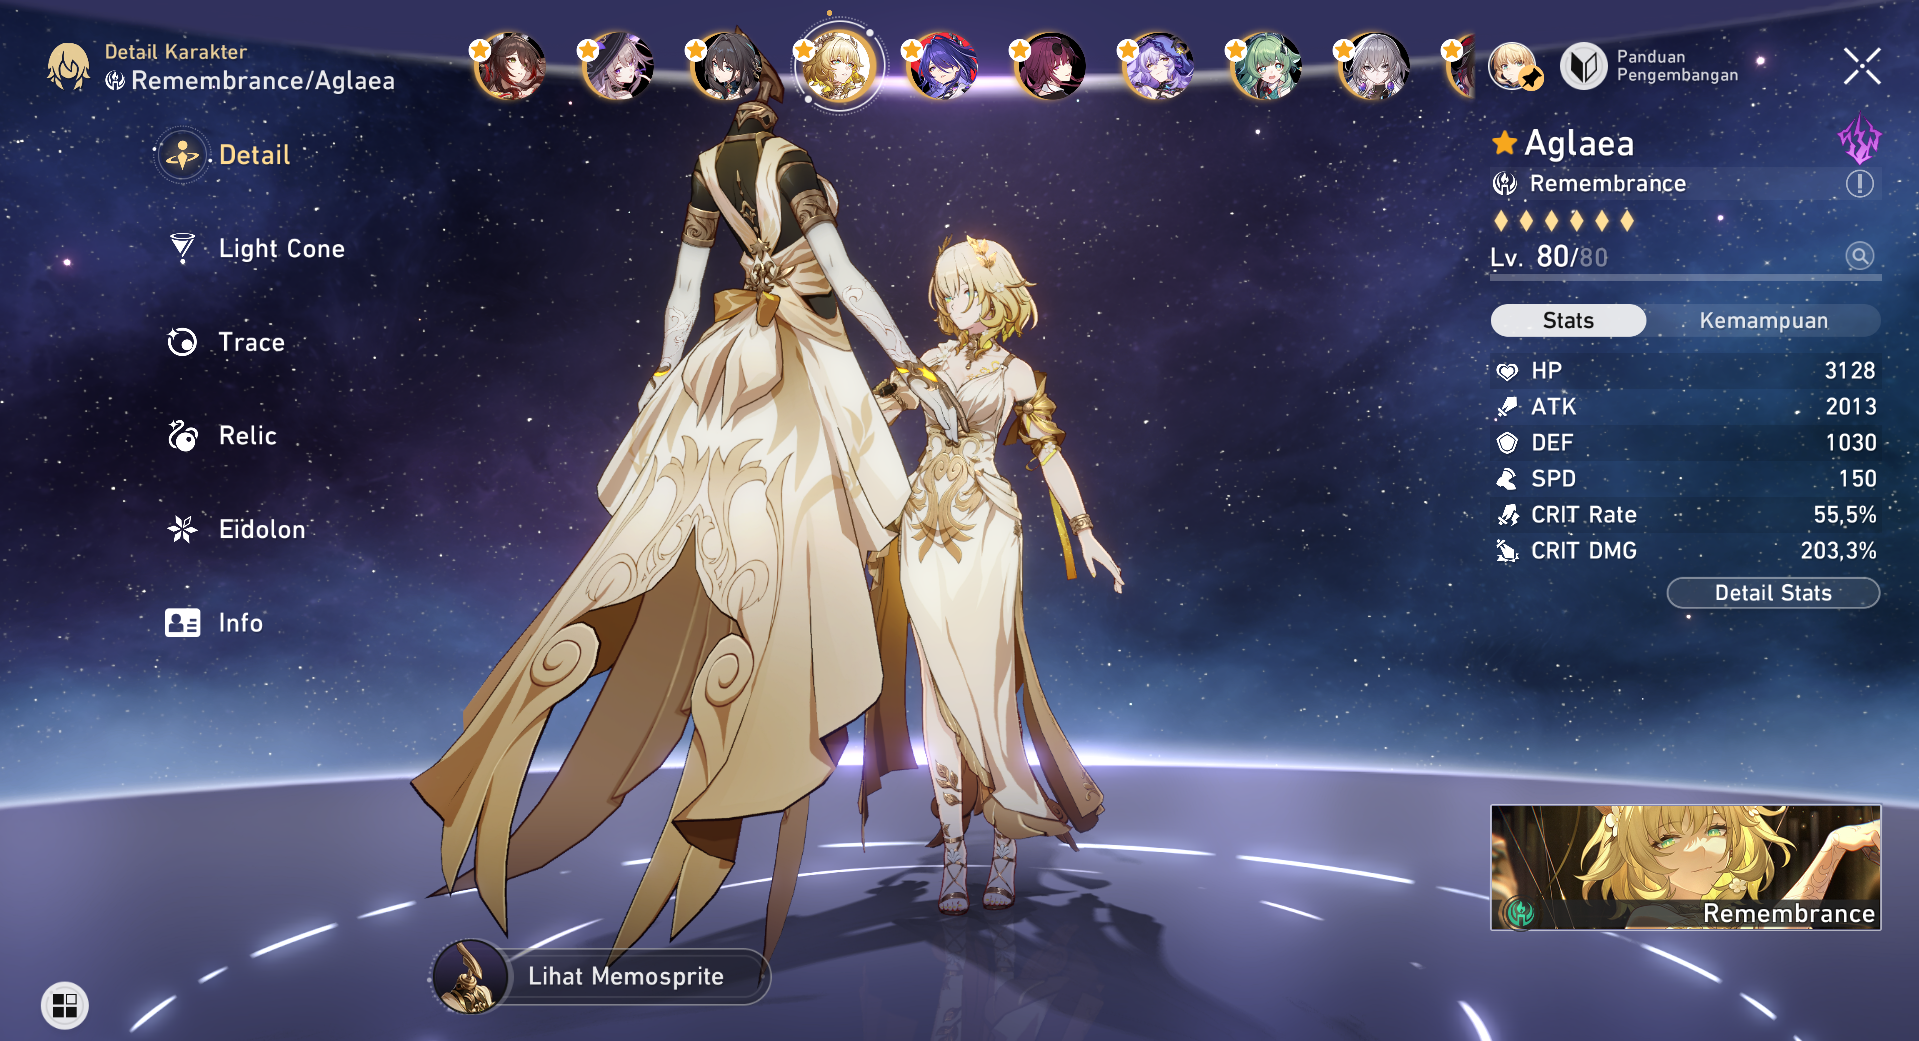 Detail Karakter
Remembrance/Aglaea
Panduan
Pengembangan
Detail
Light Cone
Trace
Relic
Eidolon
Info
Aglaea
Remembrance
Lv. 80/80
Stats
Kemampuan
HP 3128
ATK 2013
DEF 1030
SPD 150
CRIT Rate 55,5%
CRIT DMG 203,3%
Detail Stats
Remembrance
Lihat Memosprite